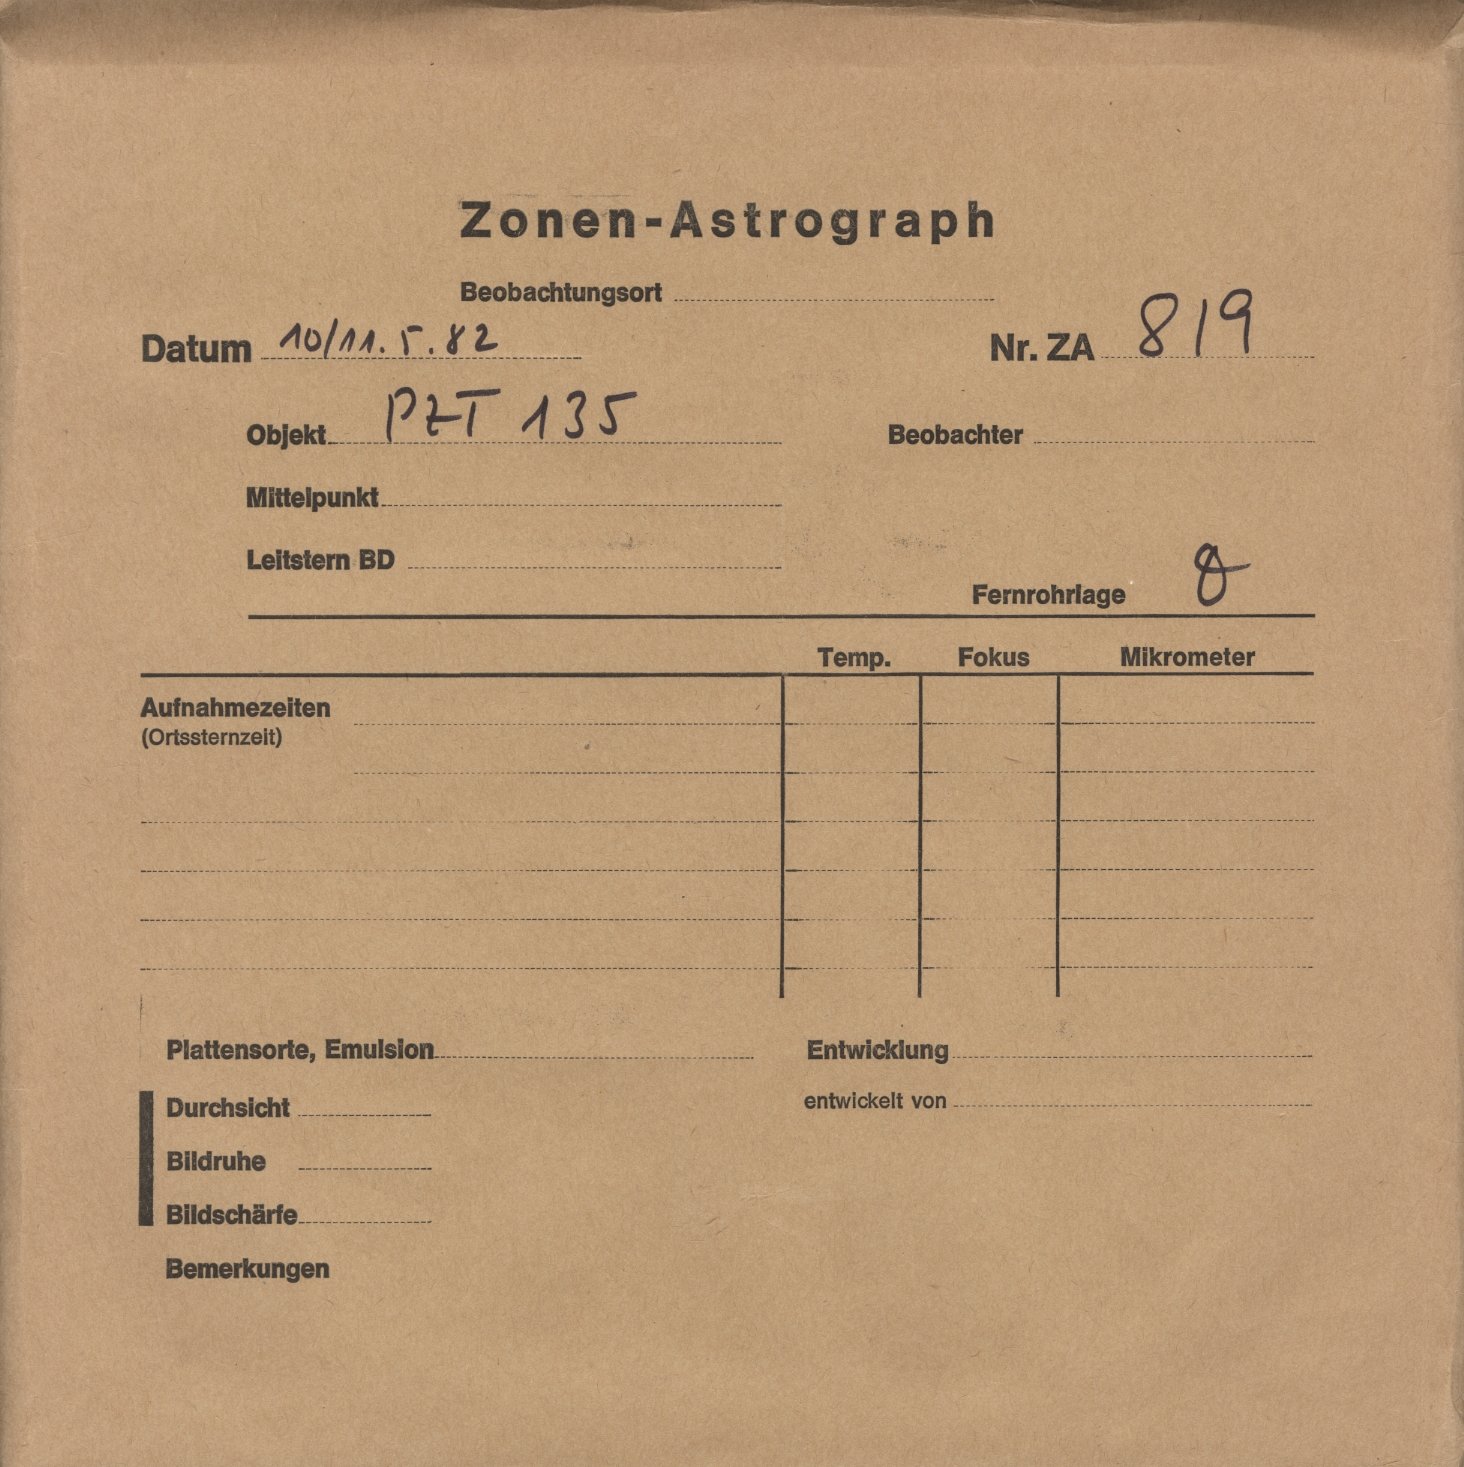 Zonen-Astrograph
Beobachtungsort
Datum 10/11.5.82 Nr. ZA 819
Objekt PZT 135 Beobachter
Mittelpunkt
Leitstern BD
Fernrohrlage
Temp. Fokus Mikrometer
Aufnahmezeiten
(Ortssternzeit)
Plattensorte, Emulsion Entwicklung
Durchsicht entwickelt von
Bildruhe
Bildschärfe
Bemerkungen